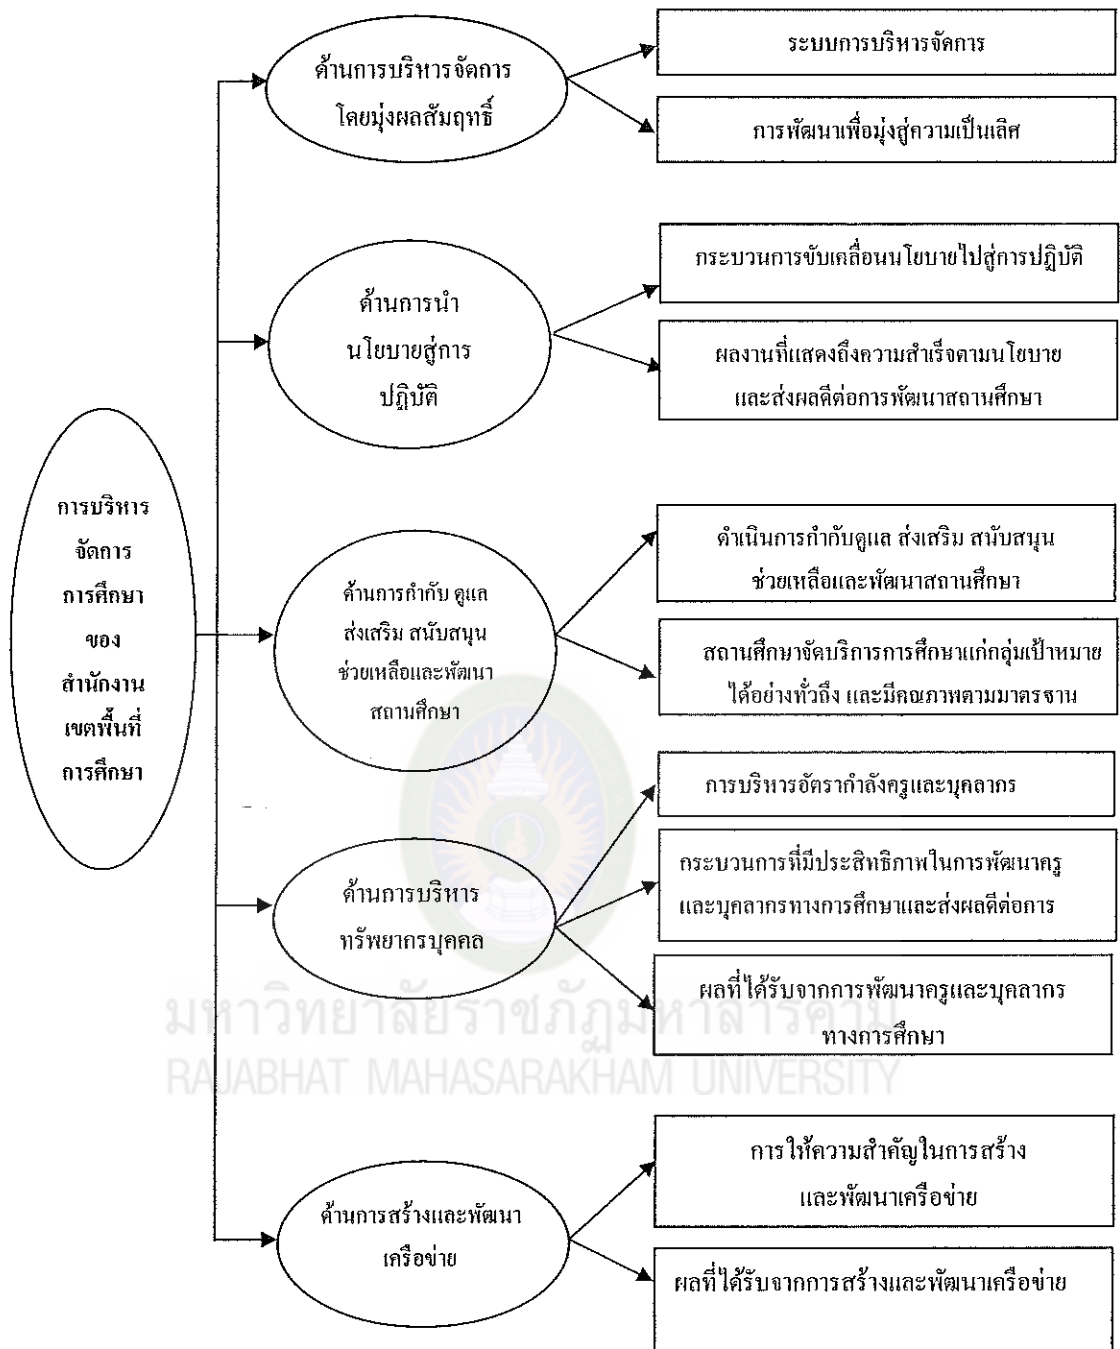 การบริหาร
จัดการ
การศึกษา
ของ
สำนักงาน
เขตพื้นที่
การศึกษา
ด้านการบริหารจัดการ
โดยมุ่งผลสัมฤทธิ์
ระบบการบริหารจัดการ
การพัฒนาเพื่อมุ่งสู่ความเป็นเลิศ
ด้านการนำ
นโยบายสู่การ
ปฏิบัติ
กระบวนการขับเคลื่อนนโยบายไปสู่การปฏิบัติ
ผลงานที่แสดงถึงความสำเร็จตามนโยบาย
และส่งผลดีต่อการพัฒนาสถานศึกษา
ด้านการกำกับ ดูแล
ส่งเสริม สนับสนุน
ช่วยเหลือและพัฒนา
สถานศึกษา
ดำเนินการกำกับดูแล ส่งเสริม สนับสนุน
ช่วยเหลือและพัฒนาสถานศึกษา
สถานศึกษาจัดบริการการศึกษาแก่กลุ่มเป้าหมาย
ได้อย่างทั่วถึง และมีคุณภาพตามมาตรฐาน
ด้านการบริหาร
ทรัพยากรบุคคล
การบริหารอัตรากำลังครูและบุคลากร
กระบวนการที่มีประสิทธิภาพในการพัฒนาครู
และบุคลากรทางการศึกษาและส่งผลดีต่อการ
ผลที่ได้รับจากการพัฒนาครูและบุคลากร
ทางการศึกษา
มหาวิทยาลัยราชภัฏมหาสารคาม
RAJABHAT MAHASARAKHAM UNIVERSITY
ด้านการสร้างและพัฒนา
เครือข่าย
การให้ความสำคัญในการสร้าง
และพัฒนาเครือข่าย
ผลที่ได้รับจากการสร้างและพัฒนาเครือข่าย